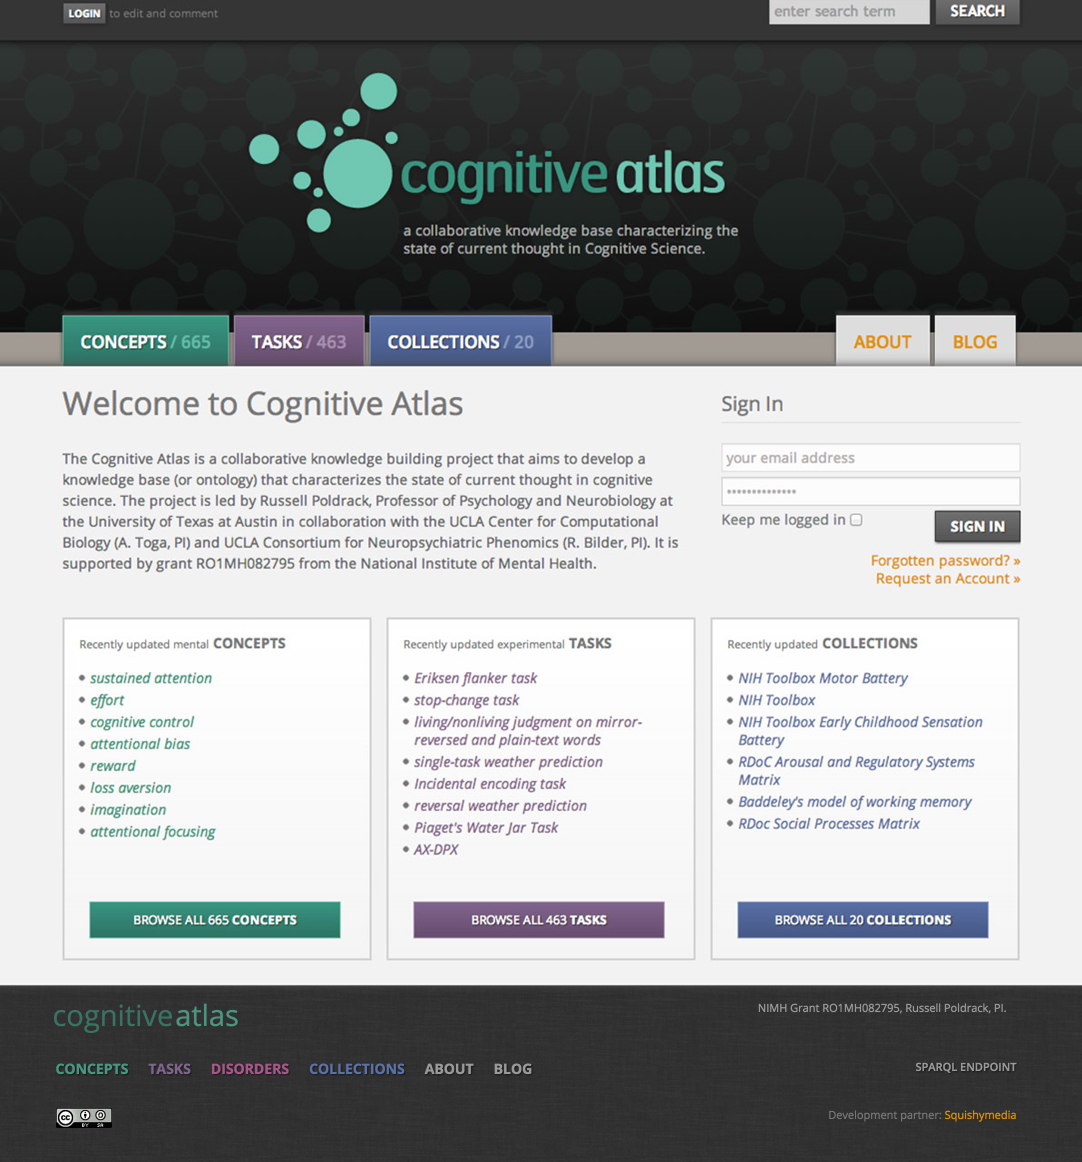 LOGIN to edit and comment
enter search term
SEARCH
cognitive atlas
a collaborative knowledge base characterizing the
state of current thought in Cognitive Science.
CONCEPTS / 665
TASKS / 463
COLLECTIONS / 20
ABOUT
BLOG
Welcome to Cognitive Atlas
The Cognitive Atlas is a collaborative knowledge building project that aims to develop a
knowledge base (or ontology) that characterizes the state of current thought in cognitive
science. The project is led by Russell Poldrack, Professor of Psychology and Neurobiology at
the University of Texas at Austin in collaboration with the UCLA Center for Computational
Biology (A. Toga, PI) and UCLA Consortium for Neuropsychiatric Phenomics (R. Bilder, PI). It is
supported by grant RO1MH082795 from the National Institute of Mental Health.
Sign In
your email address
••••••••••••••
Keep me logged in
SIGN IN
Forgotten password? »
Request an Account »
Recently updated mental CONCEPTS
• sustained attention
• effort
• cognitive control
• attentional bias
• reward
• loss aversion
• imagination
• attentional focusing
BROWSE ALL 665 CONCEPTS
Recently updated experimental TASKS
• Eriksen flanker task
• stop-change task
• living/nonliving judgment on mirror-
reversed and plain-text words
• single-task weather prediction
• Incidental encoding task
• reversal weather prediction
• Piaget's Water Jar Task
• AX-DPX
BROWSE ALL 463 TASKS
Recently updated COLLECTIONS
• NIH Toolbox Motor Battery
• NIH Toolbox
• NIH Toolbox Early Childhood Sensation
Battery
• RDoC Arousal and Regulatory Systems
Matrix
• Baddeley's model of working memory
• RDoc Social Processes Matrix
BROWSE ALL 20 COLLECTIONS
cognitive atlas
NIMH Grant RO1MH082795, Russell Poldrack, PI.
CONCEPTS TASKS DISORDERS COLLECTIONS ABOUT BLOG
SPARQL ENDPOINT
cc
BY SA
Development partner: Squishymedia